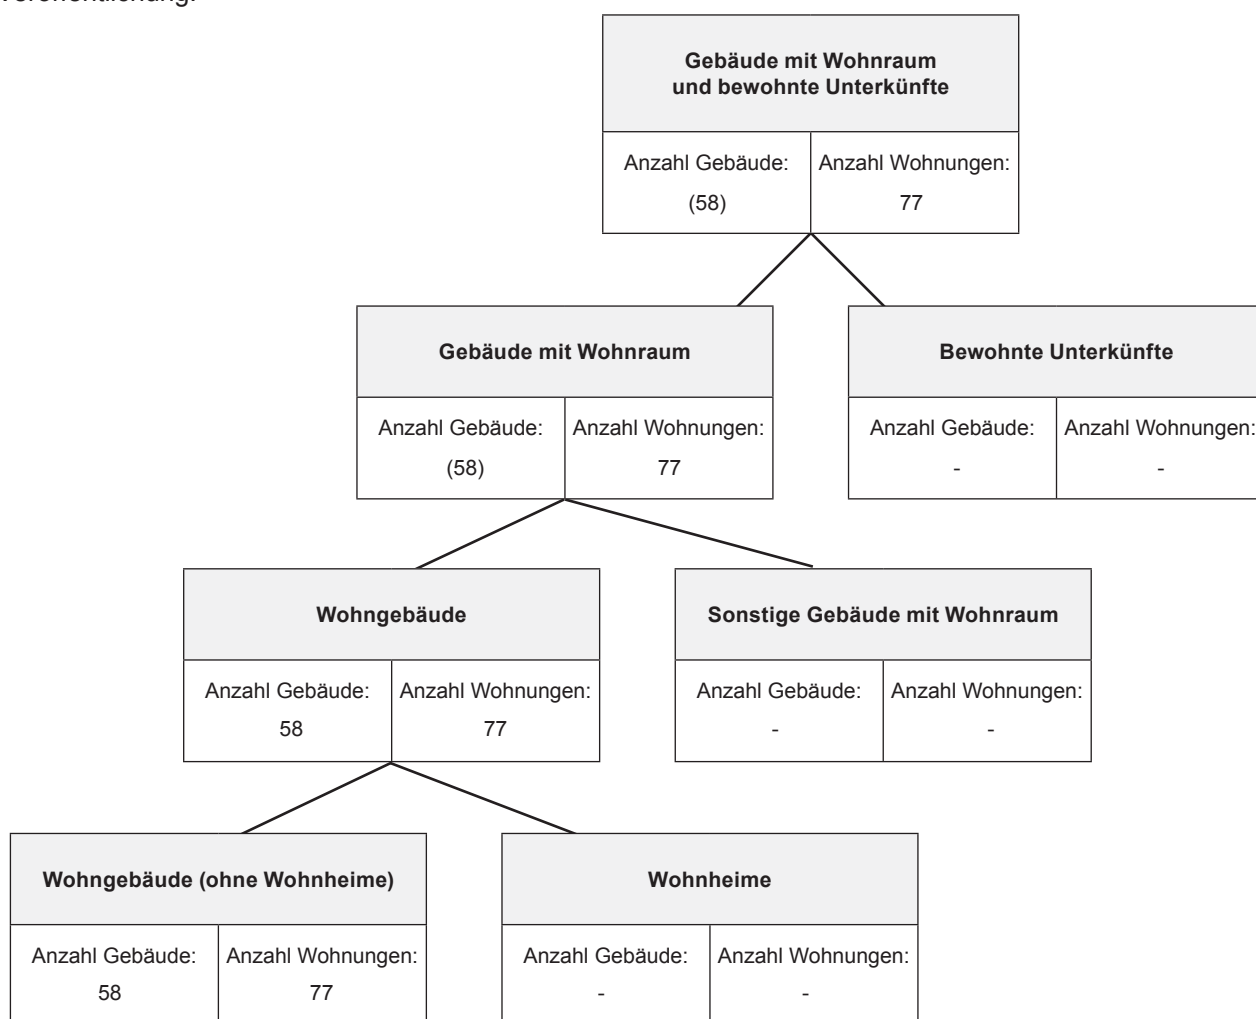 Veröffentlichung.
Gebäude mit Wohnraum
und bewohnte Unterkünfte
Anzahl Gebäude: Anzahl Wohnungen:
(58) 77
Gebäude mit Wohnraum Bewohnte Unterkünfte
Anzahl Gebäude: Anzahl Wohnungen: Anzahl Gebäude: Anzahl Wohnungen:
(58) 77 - -
Wohngebäude Sonstige Gebäude mit Wohnraum
Anzahl Gebäude: Anzahl Wohnungen: Anzahl Gebäude: Anzahl Wohnungen:
58 77 - -
Wohngebäude (ohne Wohnheime) Wohnheime
Anzahl Gebäude: Anzahl Wohnungen: Anzahl Gebäude: Anzahl Wohnungen:
58 77 - -